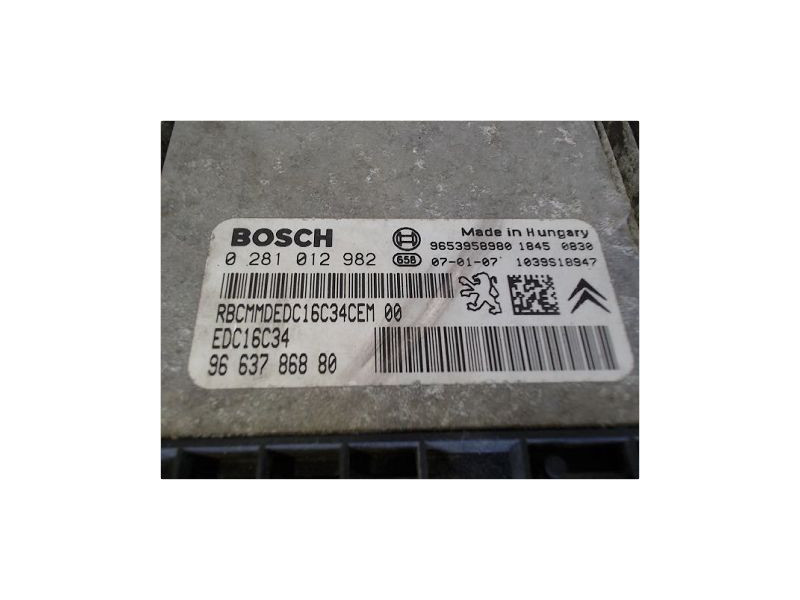 BOSCH
Made in Hungary
9653958980 1845 0830
0 281 012 982
658 07-01-07 1039S18947
RBCMMDEDC16C34CEM 00
EDC16C34
96 637 868 80